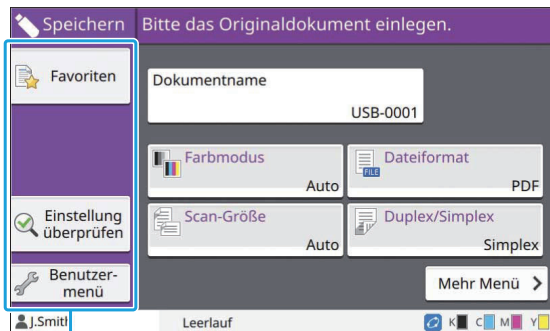 Speichern
Bitte das Originaldokument einlegen.
Favoriten
Dokumentname
USB-0001
Farbmodus
Auto
Dateiformat
FILE
PDF
Scan-Größe
Auto
Duplex/Simplex
Simplex
Einstellung
überprüfen
Benutzer-
menü
Mehr Menü
J.Smith
Leerlauf
K C M Y